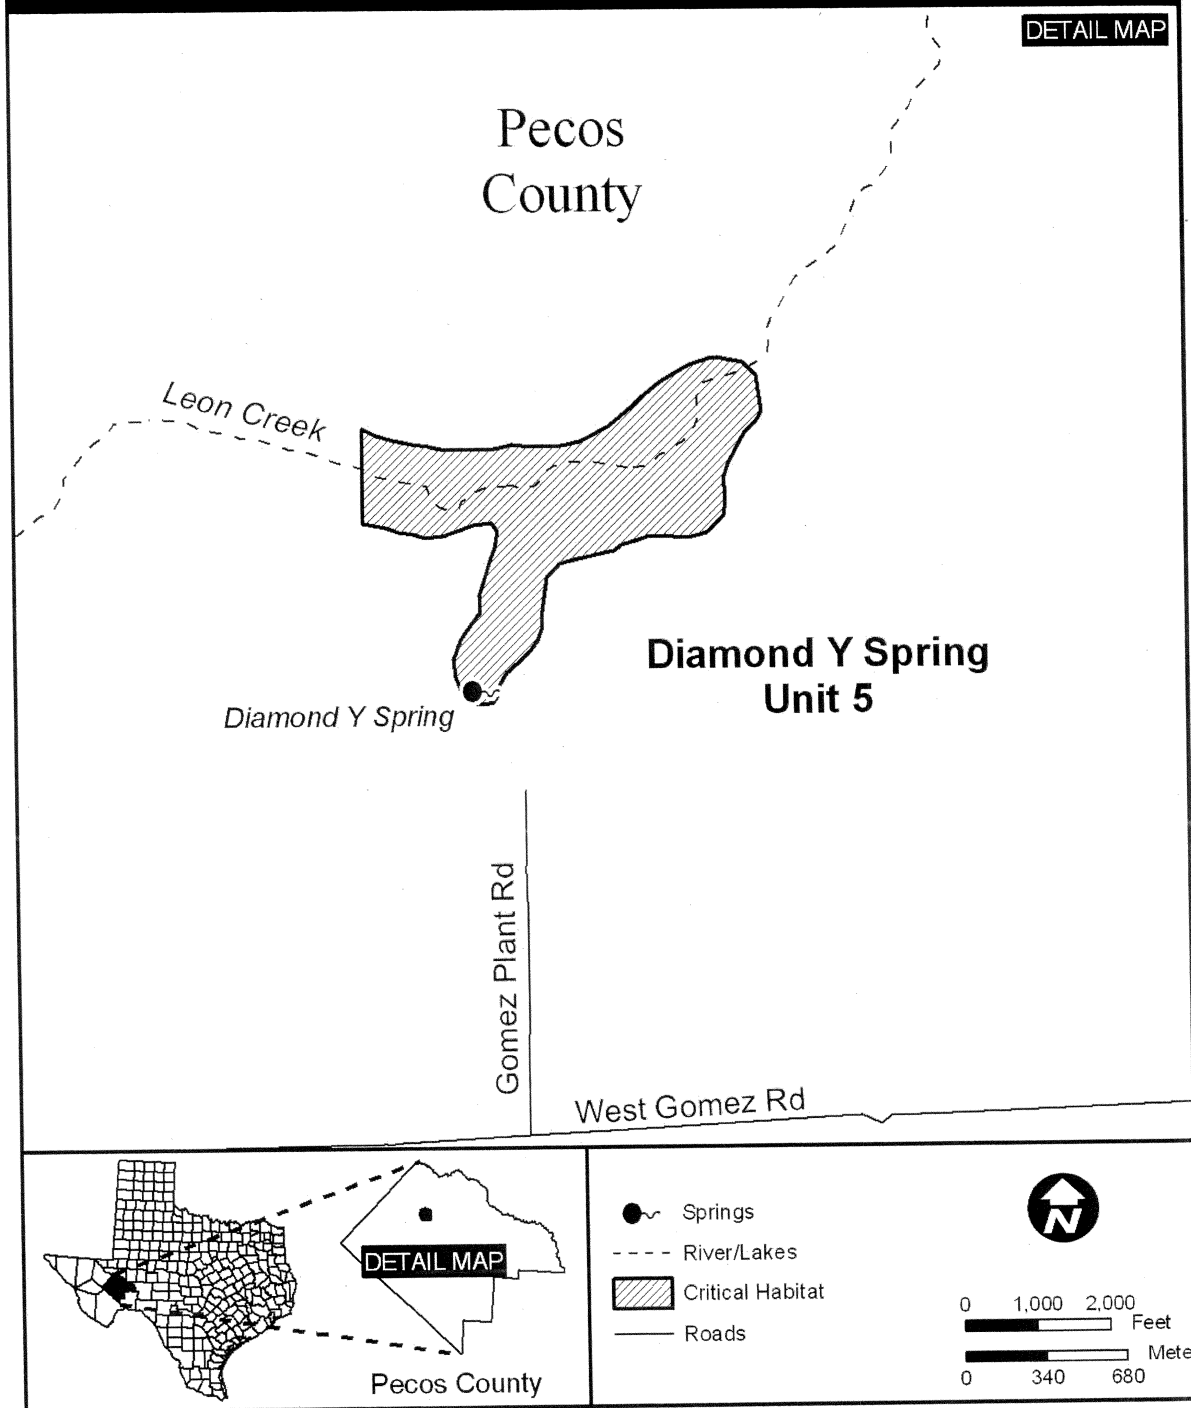 DETAIL MAP
Pecos
County
Leon Creek
Diamond Y Spring
Unit 5
Diamond Y Spring
Gomez Plant Rd
West Gomez Rd
DETAIL MAP
Pecos County
Springs
River/Lakes
Critical Habitat
Roads
N
0 1,000 2,000
Feet
Mete
0 340 680